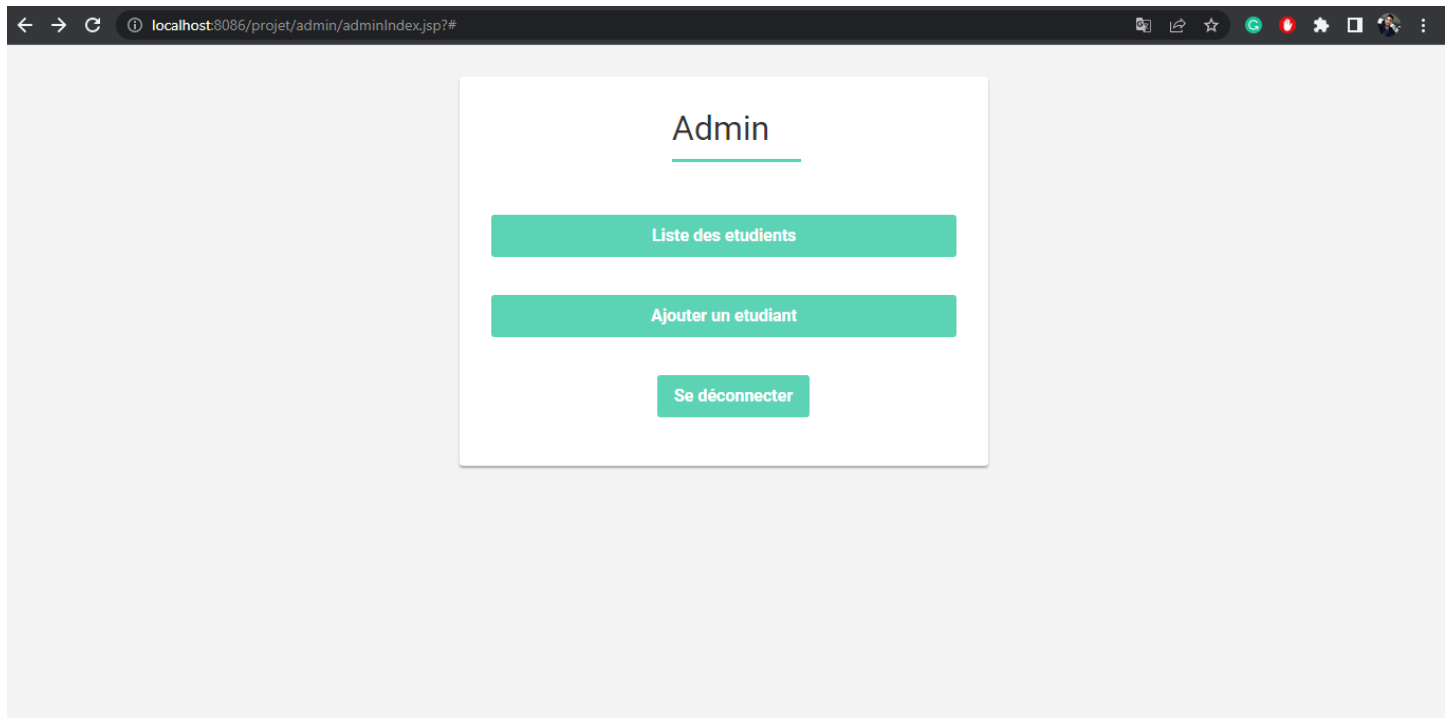 localhost:8086/projet/admin/adminIndex.jsp?#
Admin
Liste des etudients
Ajouter un etudiant
Se déconnecter